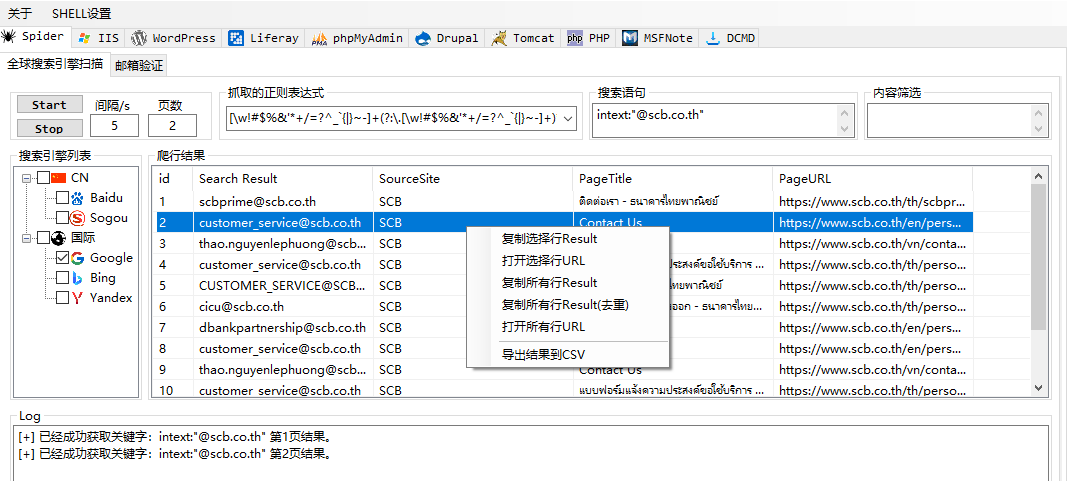 关于 SHELL设置
Spider IIS WordPress Liferay phpMyAdmin Drupal Tomcat PHP MSFNote DCMD
全球搜索引擎扫描 邮箱验证
Start 间隔/s 页数 抓取的正则表达式 搜索语句 内容筛选
Stop 5 2 [\w!#$%&'*+/=?^_`{|}~-]+(?:\.[\w!#$%&'*+/=?^_`{|}~-]+) intext:"@scb.co.th"
搜索引擎列表
CN
Baidu
Sogou
国际
Google
Bing
Yandex
爬行结果
id Search Result SourceSite PageTitle PageURL
1 scbprime@scb.co.th SCB ติดต่อเรา - ธนาคารไทยพาณิชย์ https://www.scb.co.th/th/scbpr...
2 customer_service@scb.co.th SCB Contact Us https://www.scb.co.th/en/pers...
3 thao.nguyenlephuong@scb... SCB https://www.scb.co.th/vn/conta...
4 customer_service@scb.co.th SCB ประสงค์ขอใช้บริการ ... https://www.scb.co.th/th/perso...
5 CUSTOMER_SERVICE@SCB... SCB ไทยพาณิชย์ https://www.scb.co.th/th/perso...
6 cicu@scb.co.th SCB ออก - ธนาคารไทย... https://www.scb.co.th/th/perso...
7 dbankpartnership@scb.co.th SCB https://www.scb.co.th/en/pers...
8 customer_service@scb.co.th SCB https://www.scb.co.th/en/pers...
9 thao.nguyenlephuong@scb... SCB Contact Us https://www.scb.co.th/vn/conta...
10 customer_service@scb.co.th SCB แบบฟอร์มแจ้งความประสงค์ขอใช้บริการ ... https://www.scb.co.th/th/perso...
复制选择行Result
打开选择行URL
复制所有行Result
复制所有行Result(去重)
打开所有行URL
导出结果到CSV
Log
[+] 已经成功获取关键字：intext:"@scb.co.th" 第1页结果。
[+] 已经成功获取关键字：intext:"@scb.co.th" 第2页结果。